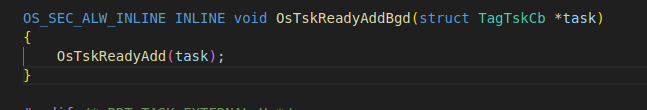 OS_SEC_ALW_INLINE INLINE void OsTskReadyAddBgd(struct TagTskCb *task)
{
    OsTskReadyAdd(task);
}